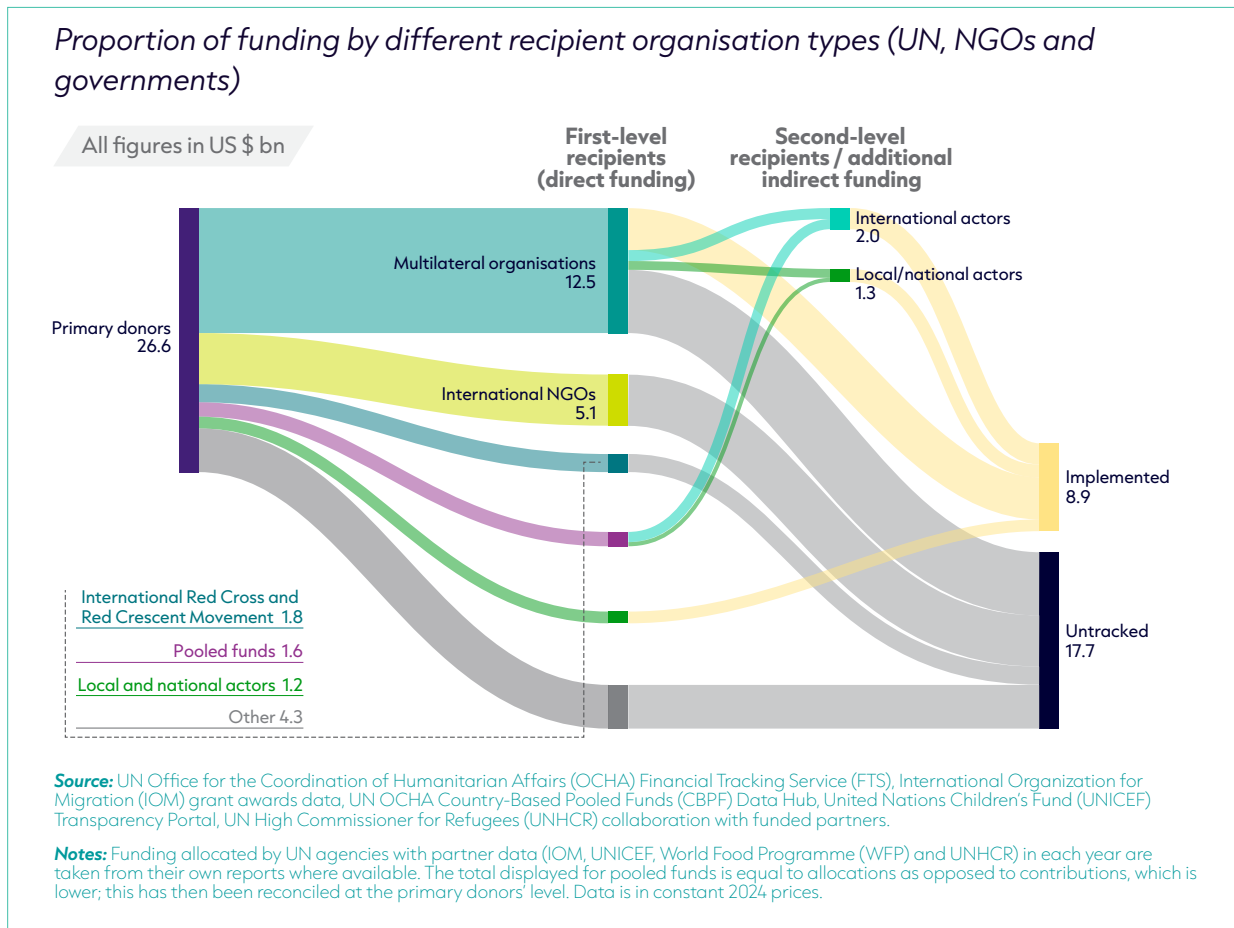 Proportion of funding by different recipient organisation types (UN, NGOs and
governments)
All figures in US $ bn
First-level
recipients
(direct funding)
Second-level
recipients / additional
indirect funding
Primary donors
26.6
Multilateral organisations
12.5
International NGOs
5.1
International actors
2.0
Local/national actors
1.3
Implemented
8.9
Untracked
17.7
International Red Cross and
Red Crescent Movement 1.8
Pooled funds 1.6
Local and national actors 1.2
Other 4.3
Source: UN Office for the Coordination of Humanitarian Affairs (OCHA) Financial Tracking Service (FTS), International Organization for
Migration (IOM) grant awards data, UN OCHA Country-Based Pooled Funds (CBPF) Data Hub, United Nations Children's Fund (UNICEF)
Transparency Portal, UN High Commissioner for Refugees (UNHCR) collaboration with funded partners.
Notes: Funding allocated by UN agencies with partner data (IOM, UNICEF, World Food Programme (WFP) and UNHCR) in each year are
taken from their own reports where available. The total displayed for pooled funds is equal to allocations as opposed to contributions, which is
lower; this has then been reconciled at the primary donors' level. Data is in constant 2024 prices.